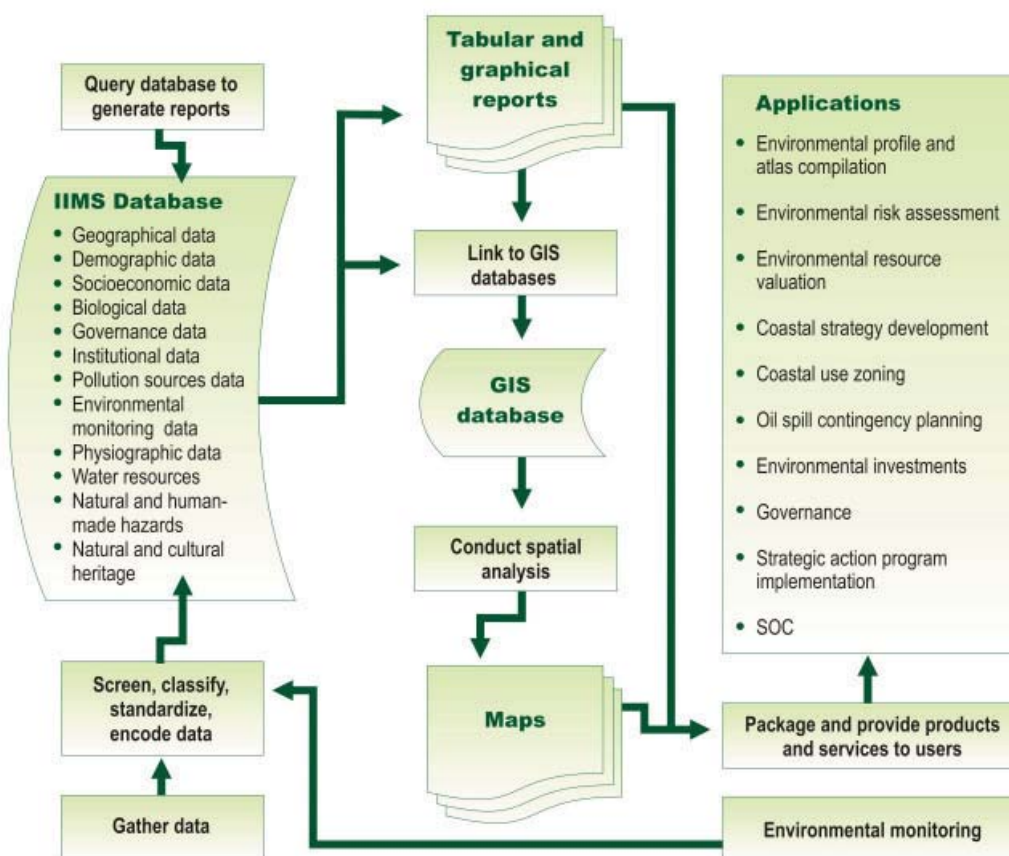 Query database to
generate reports
IIMS Database
• Geographical data
• Demographic data
• Socioeconomic data
• Biological data
• Governance data
• Institutional data
• Pollution sources data
• Environmental
monitoring data
• Physiographic data
• Water resources
• Natural and human-
made hazards
• Natural and cultural
heritage
Screen, classify,
standardize,
encode data
Gather data
Tabular and
graphical
reports
Link to GIS
databases
GIS
database
Conduct spatial
analysis
Maps
Applications
• Environmental profile and
atlas compilation
• Environmental risk assessment
• Environmental resource
valuation
• Coastal strategy development
• Coastal use zoning
• Oil spill contingency planning
• Environmental investments
• Governance
• Strategic action program
implementation
• SOC
Package and provide products
and services to users
Environmental monitoring